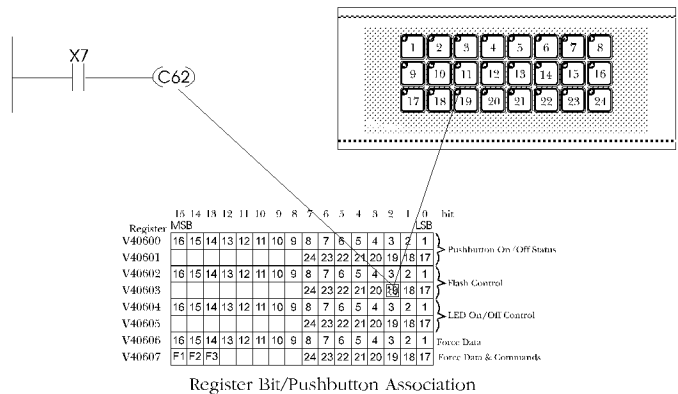 X7
C62
1 2 3 4 5 6 7 8
9 10 11 12 13 14 15 16
17 18 19 20 21 22 23 24
15 14 13 12 11 10 9 8 7 6 5 4 3 2 1 0 bit
Register MSB LSB
V40600 16 15 14 13 12 11 10 9 8 7 6 5 4 3 2 1
Pushbutton On/Off Status
V40601 24 23 22 21 20 19 18 17
V40602 16 15 14 13 12 11 10 9 8 7 6 5 4 3 2 1
Flash Control
V40603 24 23 22 21 20 19 18 17
V40604 16 15 14 13 12 11 10 9 8 7 6 5 4 3 2 1
LED On/Off Control
V40605 24 23 22 21 20 19 18 17
V40606 16 15 14 13 12 11 10 9 8 7 6 5 4 3 2 1 Force Data
V40607 F1 F2 F3 24 23 22 21 20 19 18 17 Force Data & Commands
Register Bit/Pushbutton Association